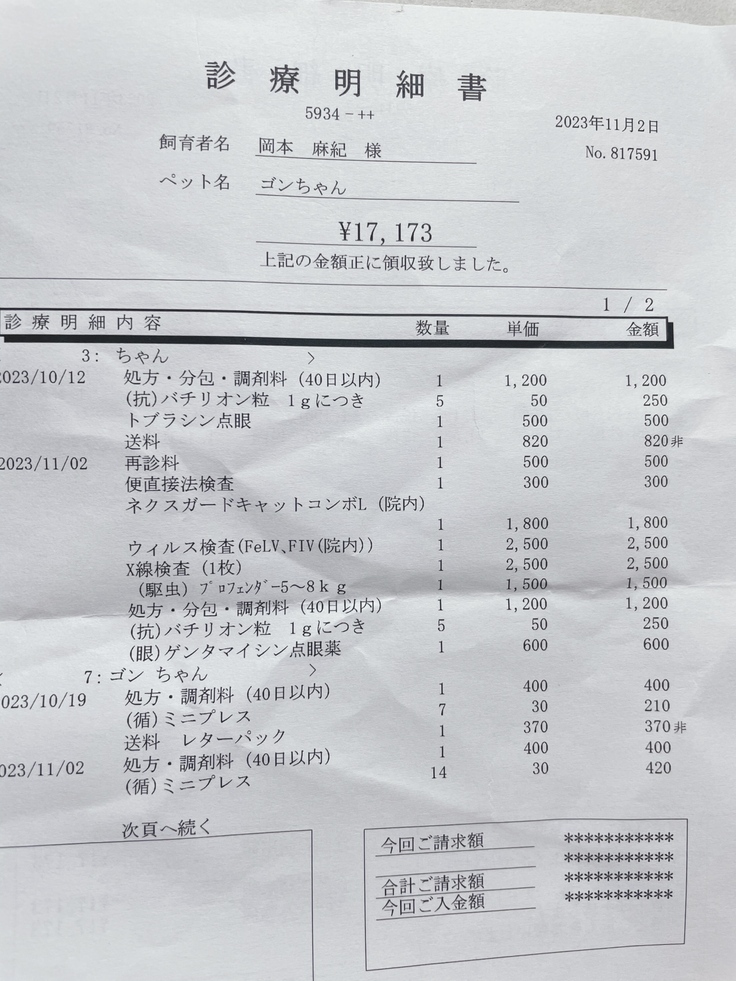 診療明細書
5934-++
2023年11月2日
飼育者名 岡本 麻紀 様
No.817591
ペット名 ゴンちゃん
¥17,173
上記の金額正に領収致しました。
1 / 2
診療明細内容 数量 単価 金額
3: ちゃん >
2023/10/12 処方・分包・調剤料 (40日以内) 1 1,200 1,200
(抗)バチリオン粒 1gにつき 5 50 250
トブラシン点眼 1 500 500
送料 1 820 820非
2023/11/02 再診料 1 500 500
便直接法検査 1 300 300
ネクスガードキャットコンボL (院内)
1 1,800 1,800
ウィルス検査(FeLV、FIV(院内)) 1 2,500 2,500
X線検査 (1枚) 1 2,500 2,500
(駆虫) プロフェンダー5~8kg 1 1,500 1,500
処方・分包・調剤料 (40日以内) 1 1,200 1,200
(抗)バチリオン粒 1gにつき 5 50 250
(眼)ゲンタマイシン点眼薬 1 600 600
7: ゴン ちゃん >
023/10/19 処方・調剤料 (40日以内) 1 400 400
(循)ミニプレス 7 30 210
送料 レターパック 1 370 370非
023/11/02 処方・調剤料 (40日以内) 1 400 400
(循)ミニプレス 14 30 420
次頁へ続く
今回ご請求額 ***********
***********
合計ご請求額 ***********
今回ご入金額 ***********